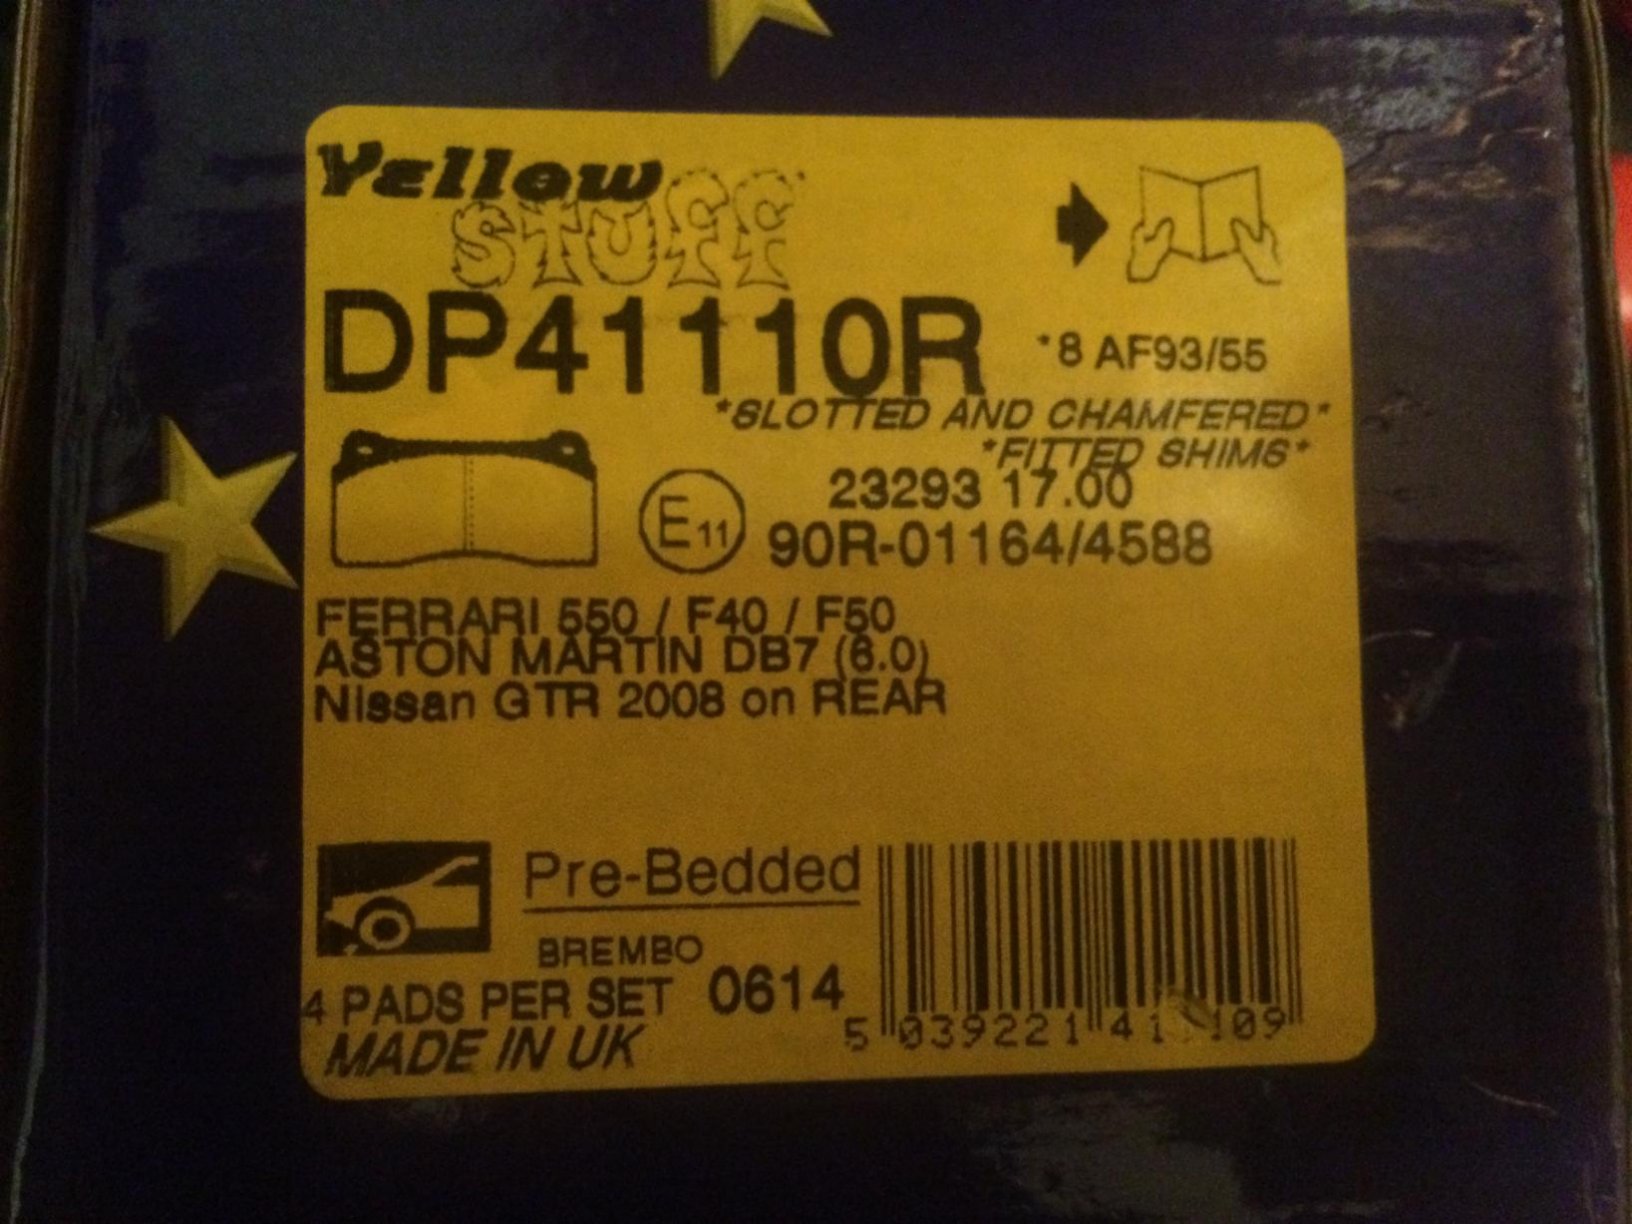 Yellow
STUFF
DP41110R *8 AF93/55
*SLOTTED AND CHAMFERED*
*FITTED SHIMS*
23293 17.00
E11 90R-01164/4588
FERRARI 550 / F40 / F50
ASTON MARTIN DB7 (6.0)
Nissan GTR 2008 on REAR
Pre-Bedded
BREMBO
4 PADS PER SET 0614
MADE IN UK
5 039221